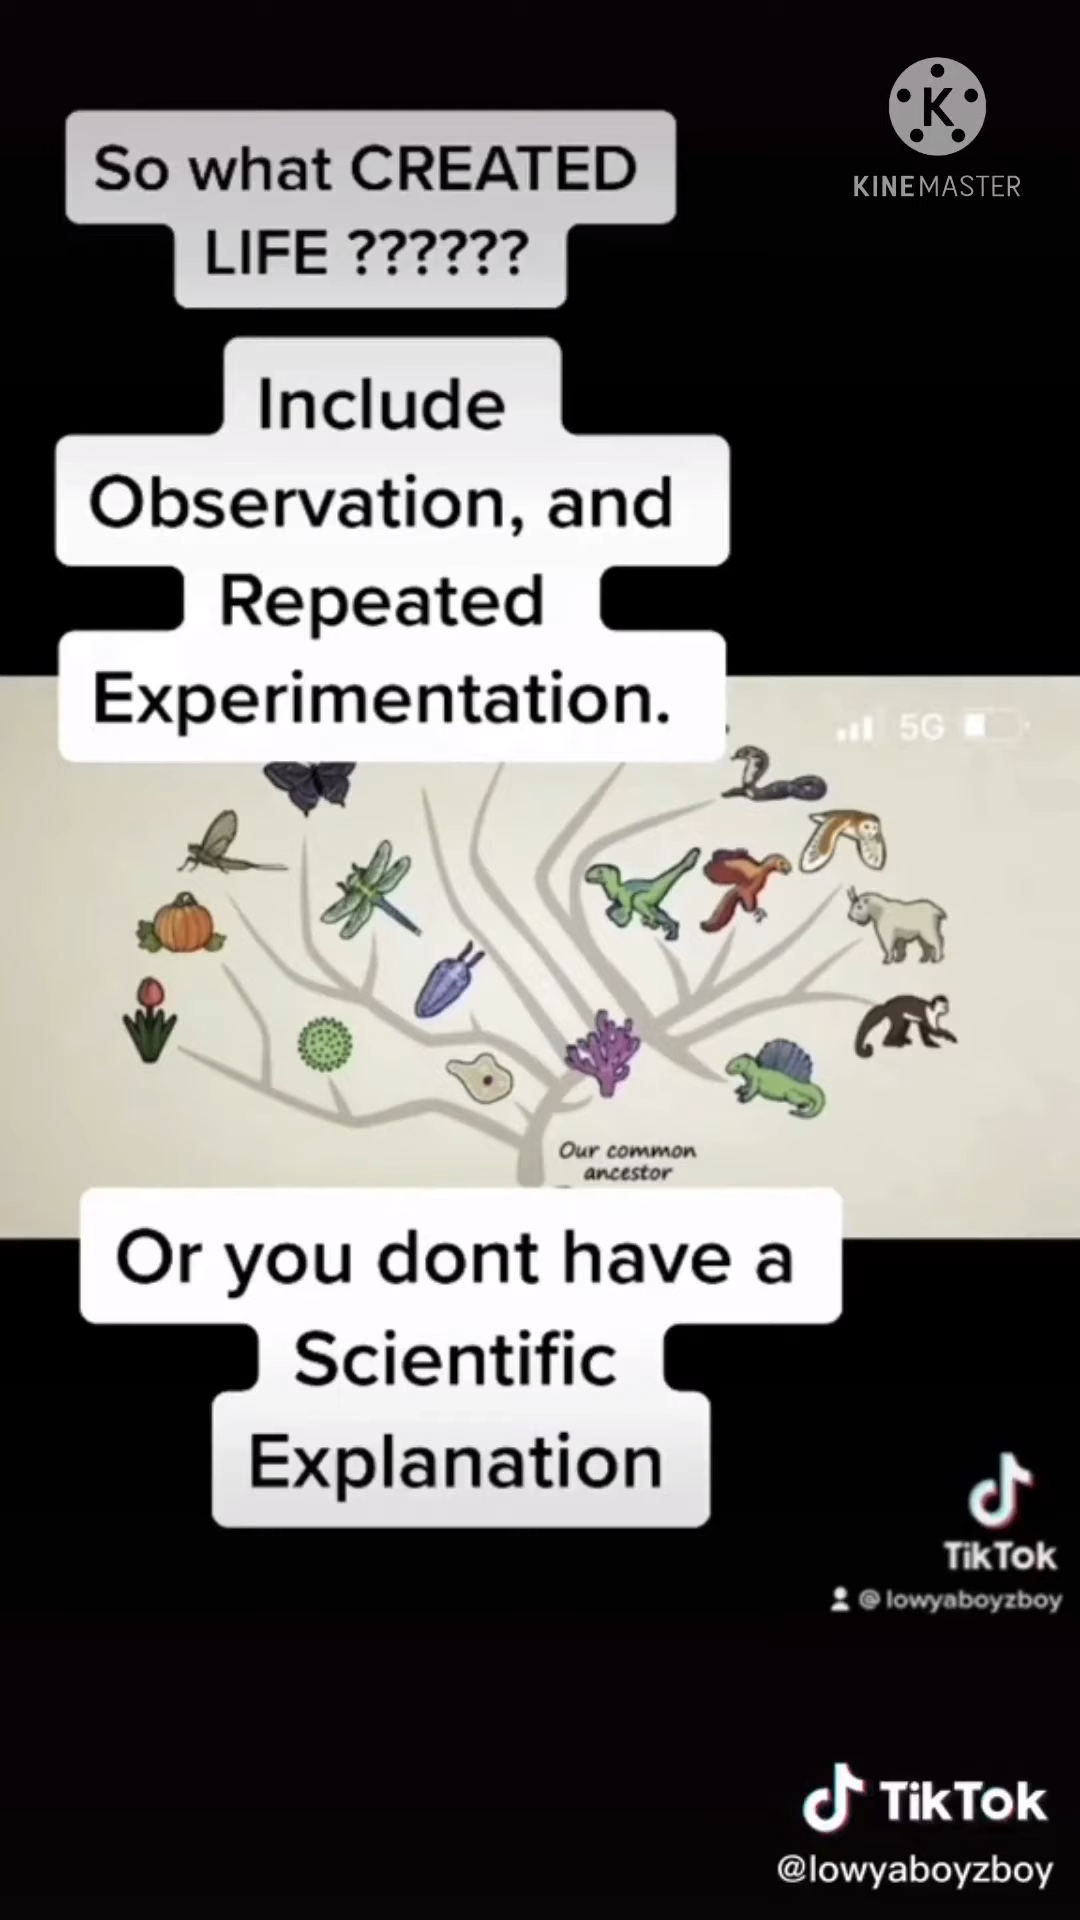 KINEMASTER
So what CREATED
LIFE ??????
Include
Observation, and
Repeated
Experimentation.
5G
Our common
ancestor
Or you dont have a
Scientific
Explanation
TikTok
@lowyaboyzboy
TikTok
@lowyaboyzboy